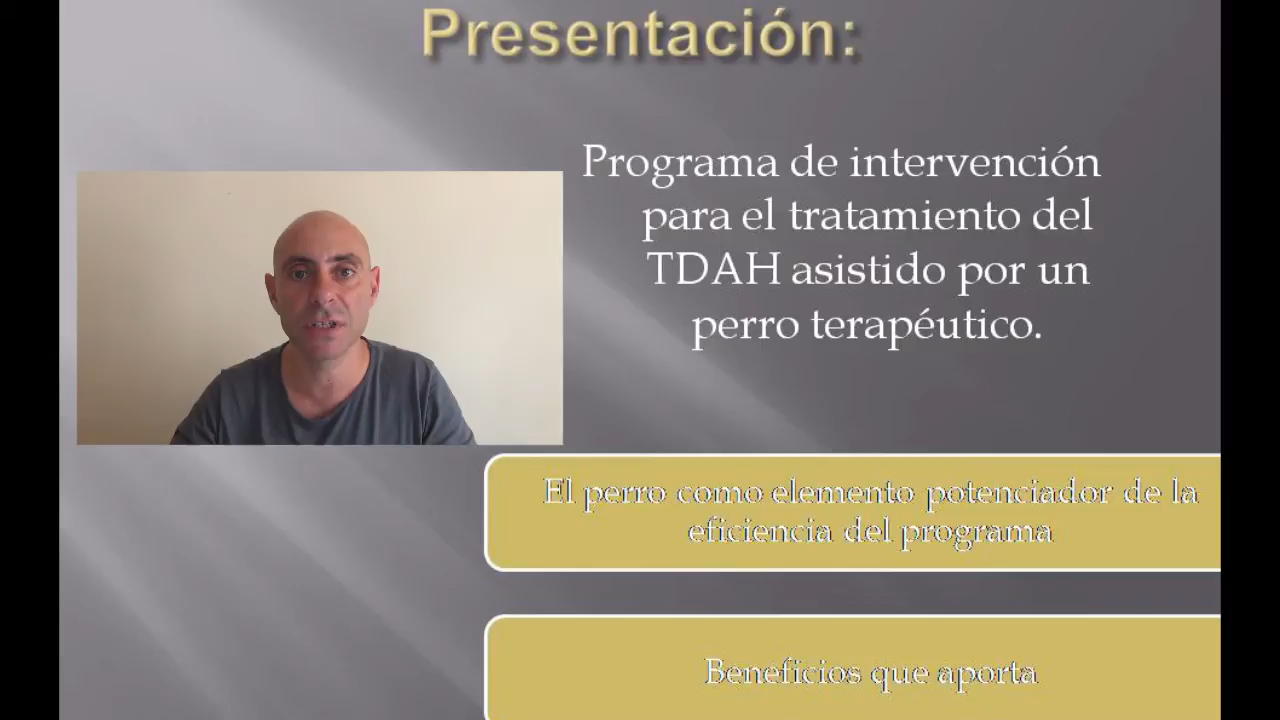 Presentación:
Programa de intervención
para el tratamiento del
TDAH asistido por un
perro terapéutico.
El perro como elemento potenciador de la
eficiencia del programa
Beneficios que aporta